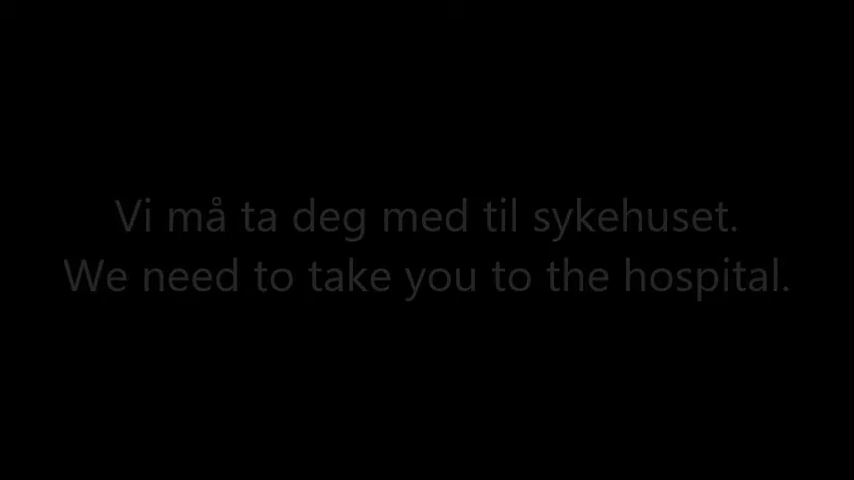 Vi må ta deg med til sykehuset.
We need to take you to the hospital.